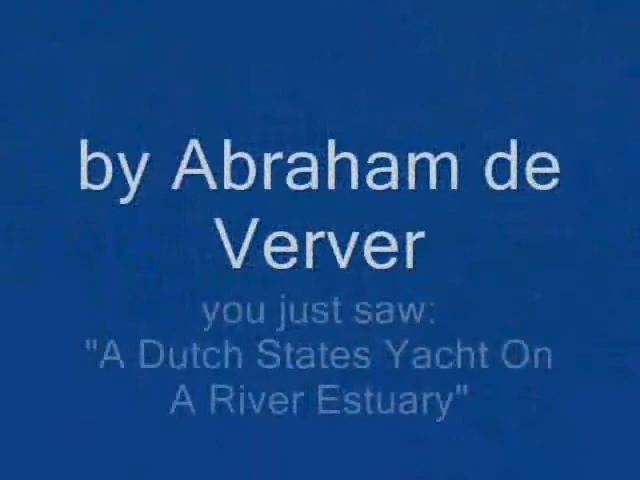 by Abraham de
Verver
you just saw:
"A Dutch States Yacht On
A River Estuary"